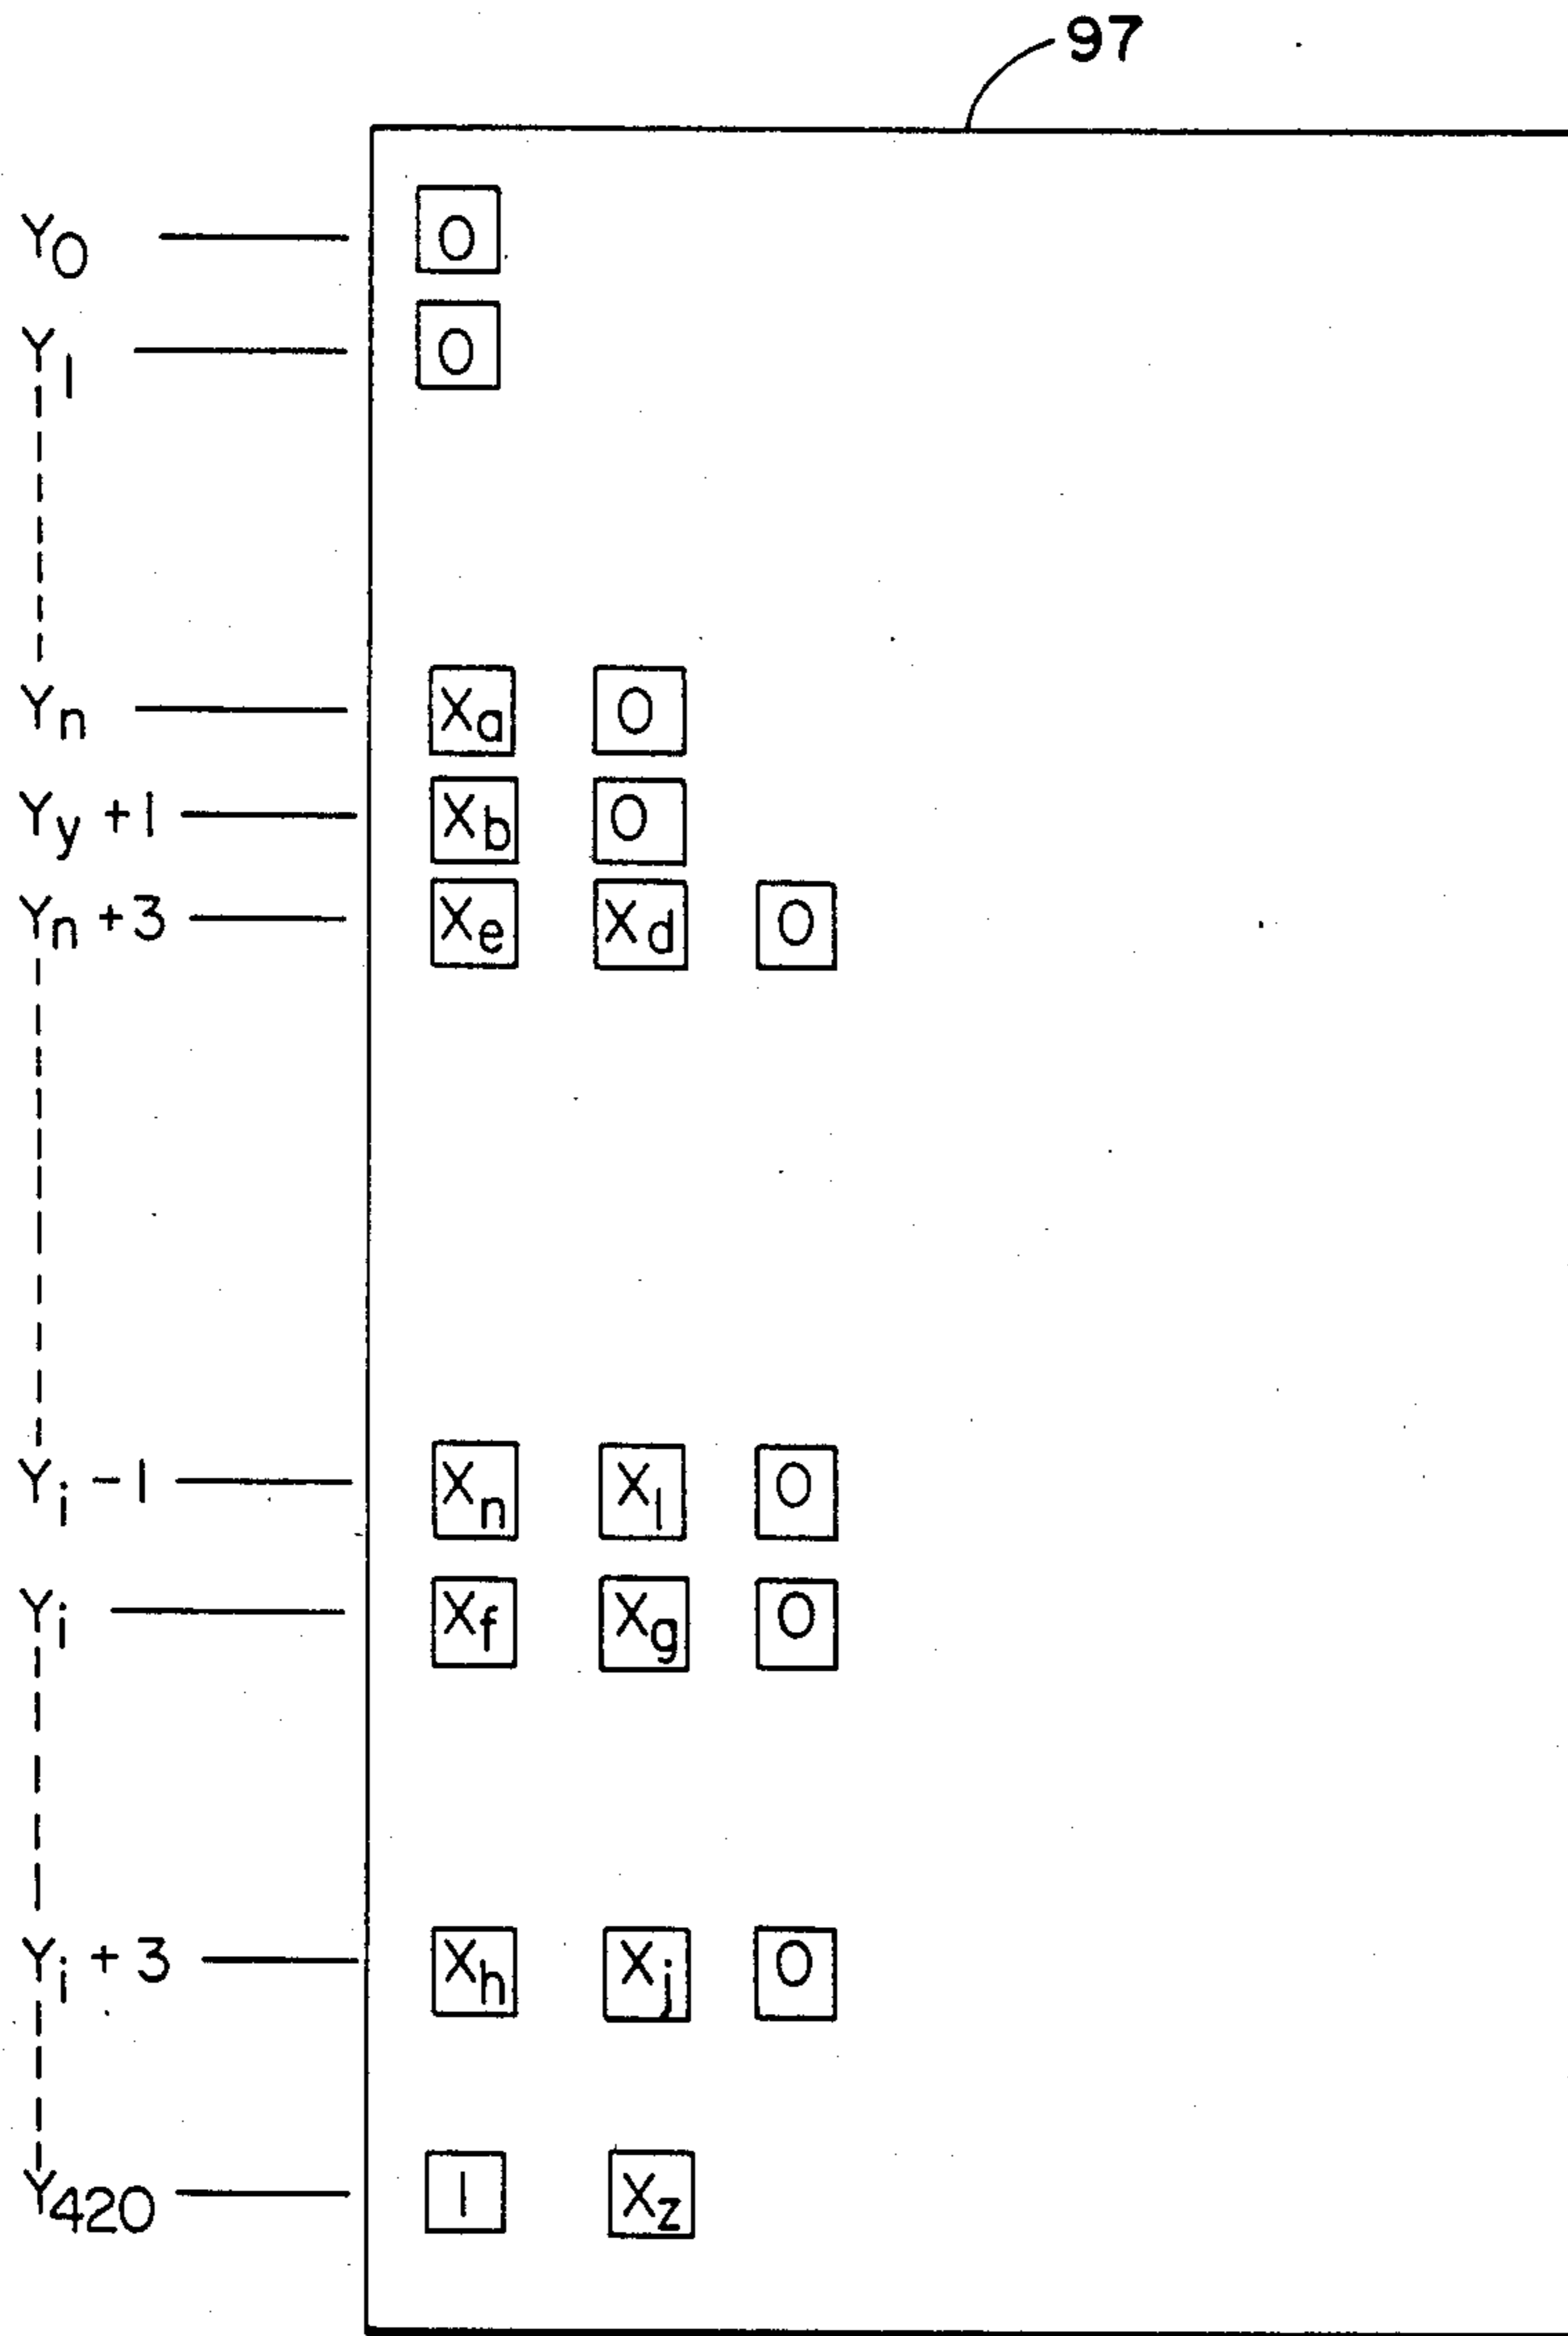 97
Y0 0
Y1 0
Yn Xa 0
Yy +1 Xb 0
Yn +3 Xe Xd 0
Yi -1 Xn Xl 0
Yi Xf Xg 0
Yi +3 Xh Xj 0
Y420 1 Xz